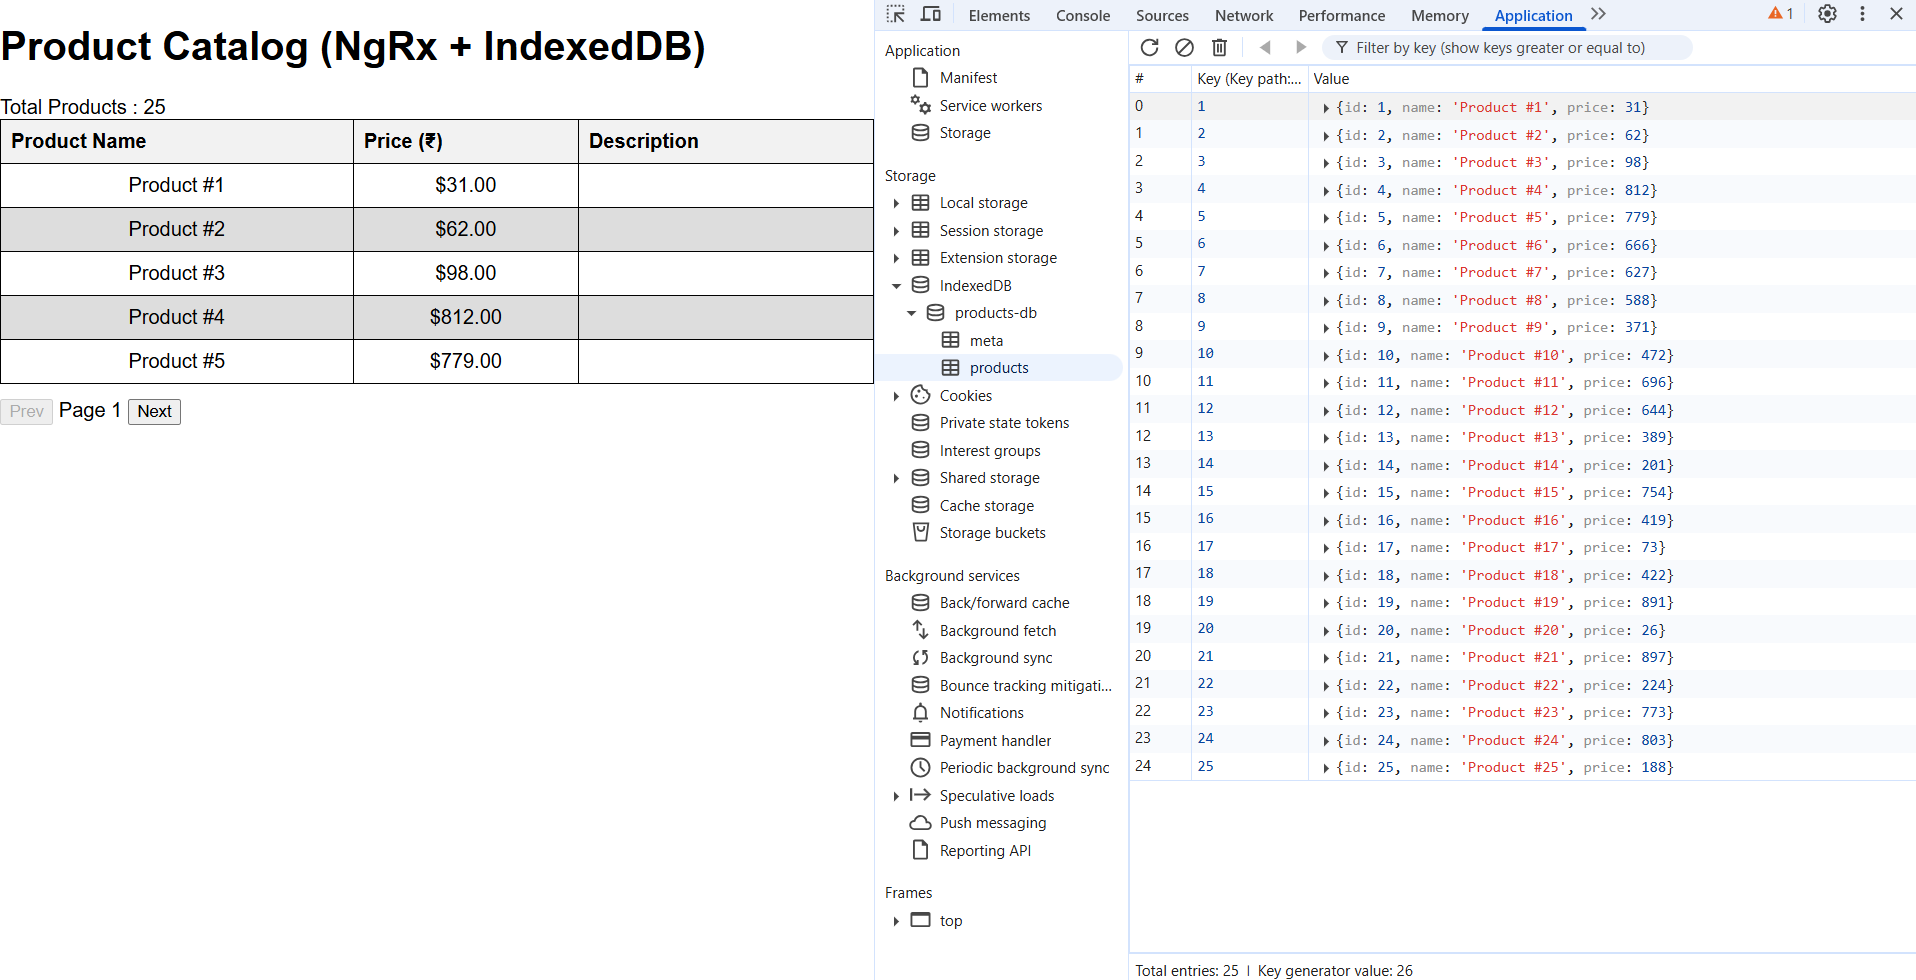 Product Catalog (NgRx + IndexedDB)
Total Products : 25
Product Name Price (₹) Description
Product #1 $31.00
Product #2 $62.00
Product #3 $98.00
Product #4 $812.00
Product #5 $779.00
Prev Page 1 Next
Elements Console Sources Network Performance Memory Application 1
Application
Manifest
Service workers
Storage
Storage
Local storage
Session storage
Extension storage
IndexedDB
products-db
meta
products
Cookies
Private state tokens
Interest groups
Shared storage
Cache storage
Storage buckets
Background services
Back/forward cache
Background fetch
Background sync
Bounce tracking mitigati...
Notifications
Payment handler
Periodic background sync
Speculative loads
Push messaging
Reporting API
Frames
top
Filter by key (show keys greater or equal to)
# Key (Key path:... Value
0 1 {id: 1, name: 'Product #1', price: 31}
1 2 {id: 2, name: 'Product #2', price: 62}
2 3 {id: 3, name: 'Product #3', price: 98}
3 4 {id: 4, name: 'Product #4', price: 812}
4 5 {id: 5, name: 'Product #5', price: 779}
5 6 {id: 6, name: 'Product #6', price: 666}
6 7 {id: 7, name: 'Product #7', price: 627}
7 8 {id: 8, name: 'Product #8', price: 588}
8 9 {id: 9, name: 'Product #9', price: 371}
9 10 {id: 10, name: 'Product #10', price: 472}
10 11 {id: 11, name: 'Product #11', price: 696}
11 12 {id: 12, name: 'Product #12', price: 644}
12 13 {id: 13, name: 'Product #13', price: 389}
13 14 {id: 14, name: 'Product #14', price: 201}
14 15 {id: 15, name: 'Product #15', price: 754}
15 16 {id: 16, name: 'Product #16', price: 419}
16 17 {id: 17, name: 'Product #17', price: 73}
17 18 {id: 18, name: 'Product #18', price: 422}
18 19 {id: 19, name: 'Product #19', price: 891}
19 20 {id: 20, name: 'Product #20', price: 26}
20 21 {id: 21, name: 'Product #21', price: 897}
21 22 {id: 22, name: 'Product #22', price: 224}
22 23 {id: 23, name: 'Product #23', price: 773}
23 24 {id: 24, name: 'Product #24', price: 803}
24 25 {id: 25, name: 'Product #25', price: 188}
Total entries: 25 | Key generator value: 26